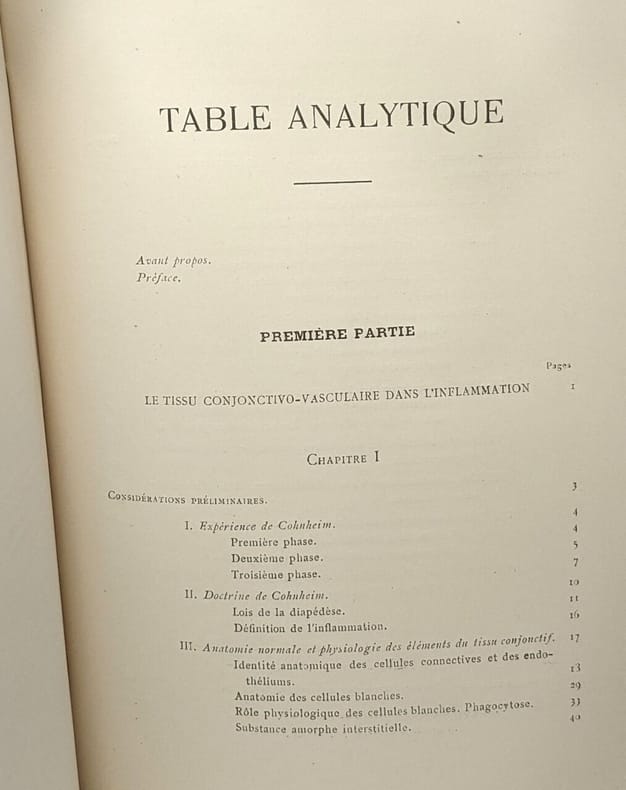 TABLE ANALYTIQUE
Avant propos.
Préface.
PREMIÈRE PARTIE
Pages
LE TISSU CONJONCTIVO-VASCULAIRE DANS L'INFLAMMATION 1
CHAPITRE I
CONSIDÉRATIONS PRÉLIMINAIRES. 3
I. Expérience de Cohnheim. 4
Première phase. 4
Deuxième phase. 5
Troisième phase. 7
II. Doctrine de Cohnheim. 10
Lois de la diapédèse. 11
Définition de l'inflammation. 16
III. Anatomie normale et physiologie des éléments du tissu conjonctif. 17
Identité anatomique des cellules connectives et des endo-
théliums. 18
Anatomie des cellules blanches. 29
Rôle physiologique des cellules blanches. Phagocytose. 33
Substance amorphe interstitielle. 40